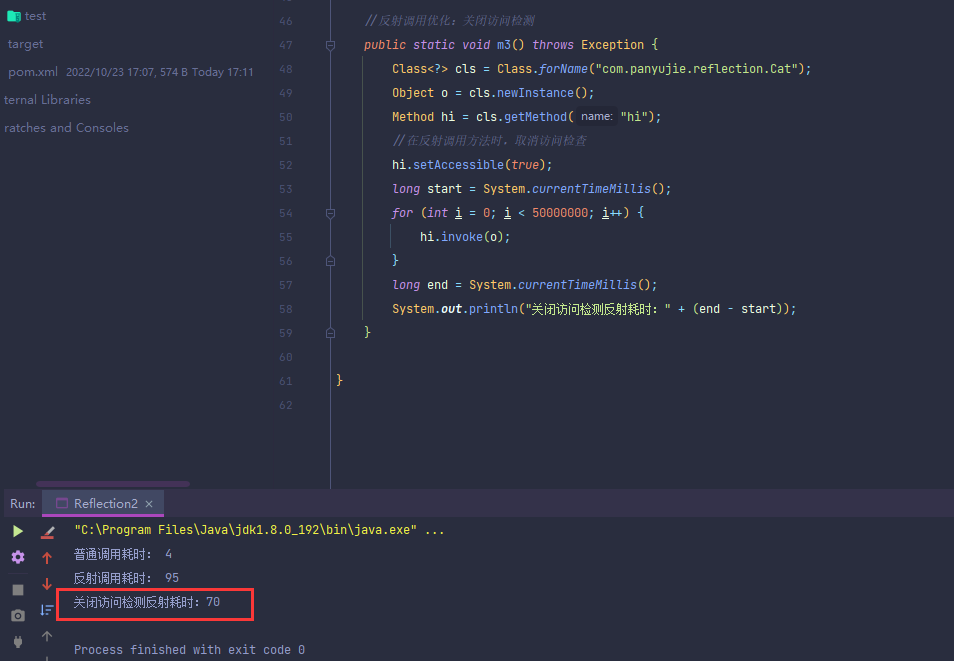 test
target
pom.xml 2022/10/23 17:07, 574 B Today 17:11
ternal Libraries
ratches and Consoles
46 //反射调用优化：关闭访问检测
47 public static void m3() throws Exception {
48 Class<?> cls = Class.forName("com.panyujie.reflection.Cat");
49 Object o = cls.newInstance();
50 Method hi = cls.getMethod( name: "hi");
51 //在反射调用方法时，取消访问检查
52 hi.setAccessible(true);
53 long start = System.currentTimeMillis();
54 for (int i = 0; i < 50000000; i++) {
55 hi.invoke(o);
56 }
57 long end = System.currentTimeMillis();
58 System.out.println("关闭访问检测反射耗时：" + (end - start));
59 }
60
61 }
62
Run: Reflection2 ×
"C:\Program Files\Java\jdk1.8.0_192\bin\java.exe" ...
普通调用耗时： 4
反射调用耗时： 95
关闭访问检测反射耗时：70
Process finished with exit code 0